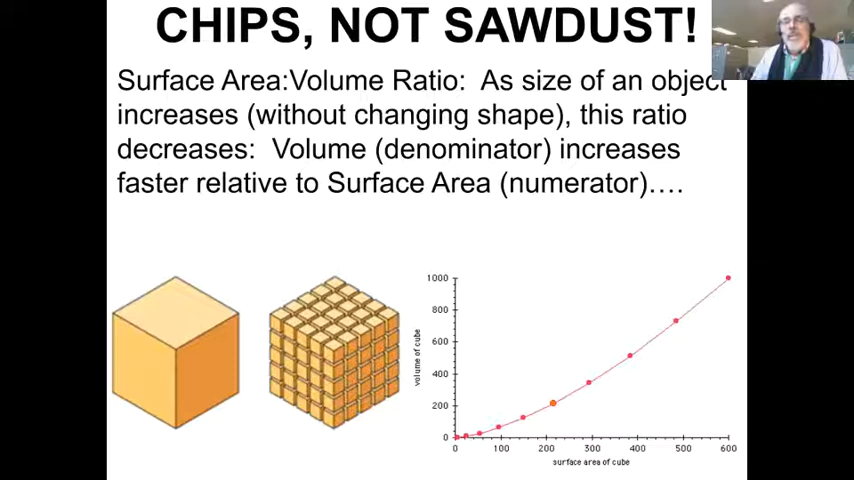 CHIPS, NOT SAWDUST!
Surface Area:Volume Ratio: As size of an object
increases (without changing shape), this ratio
decreases: Volume (denominator) increases
faster relative to Surface Area (numerator)….
1000
800
600
400
200
0
volume of cube
0 100 200 300 400 500 600
surface area of cube